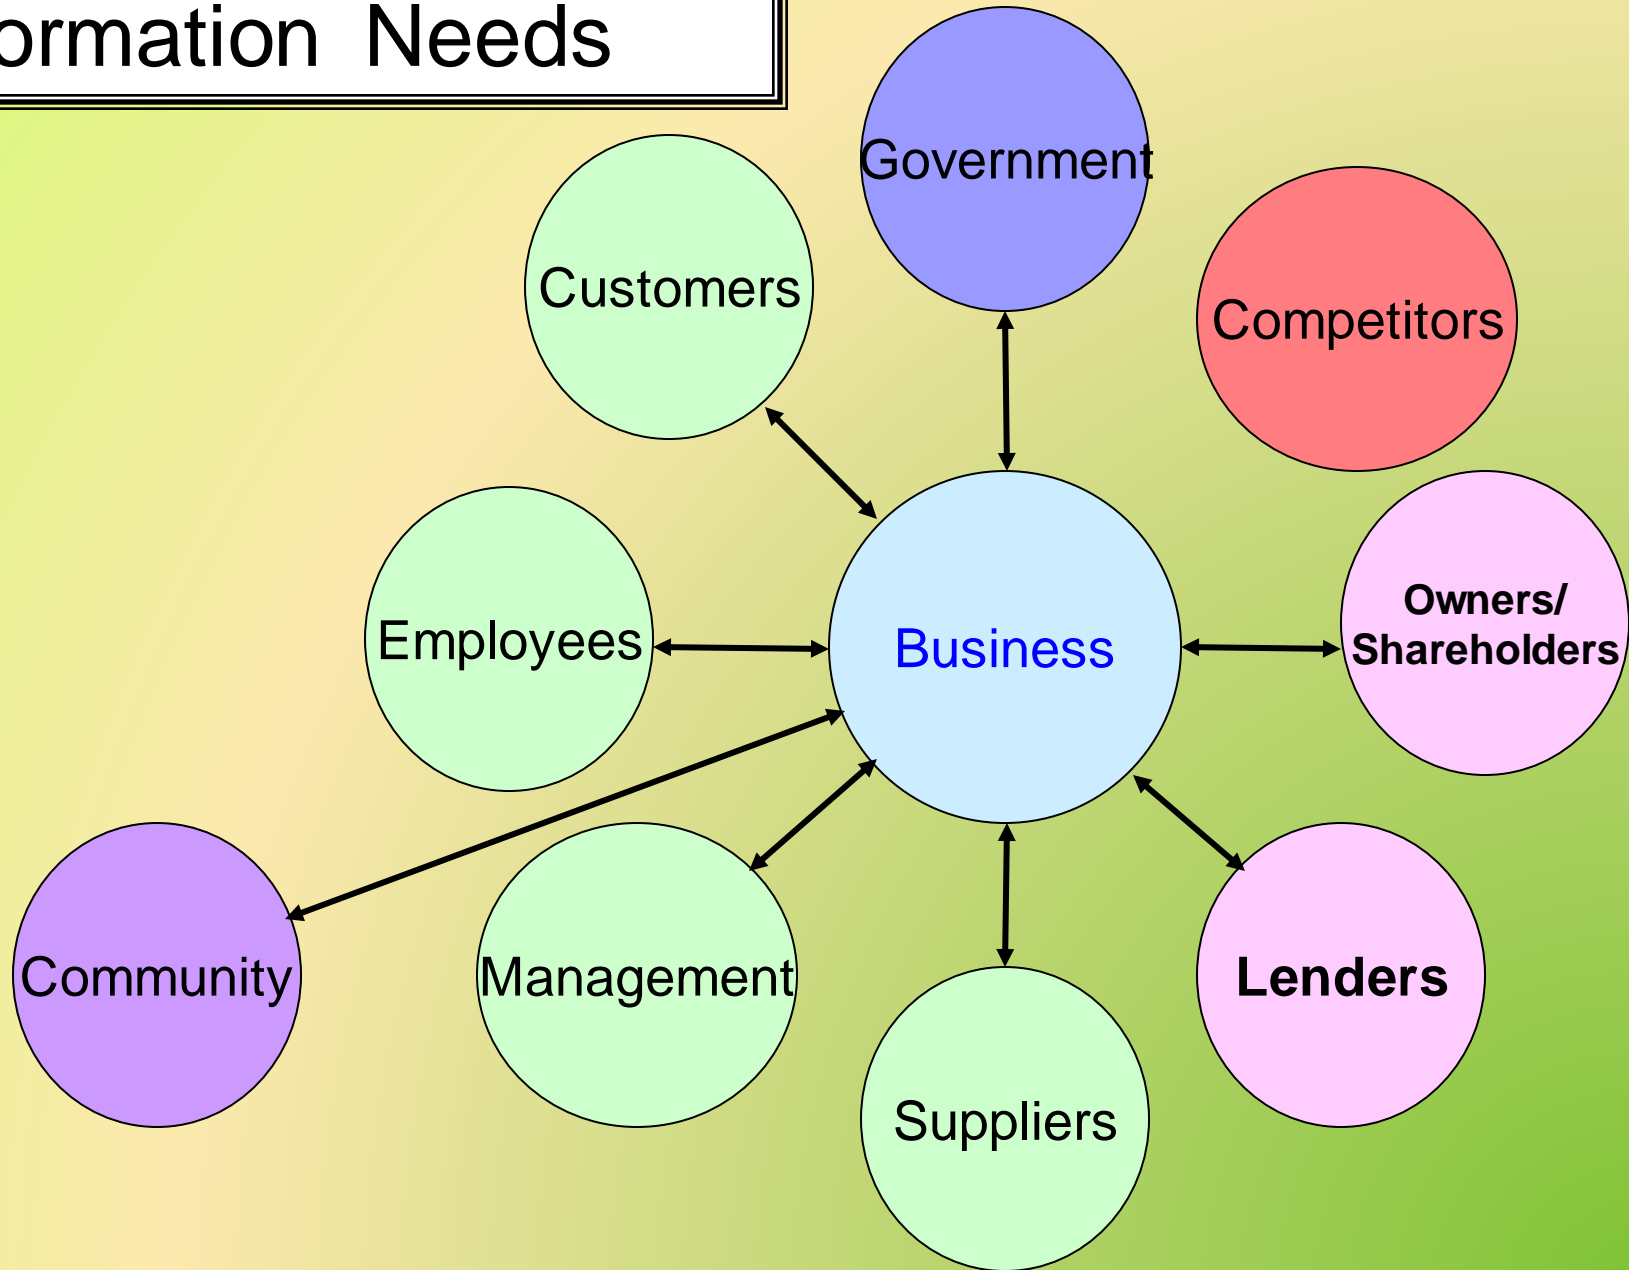 ormation Needs
Government
Customers
Competitors
Owners/
Shareholders
Employees
Business
Community
Management
Lenders
Suppliers